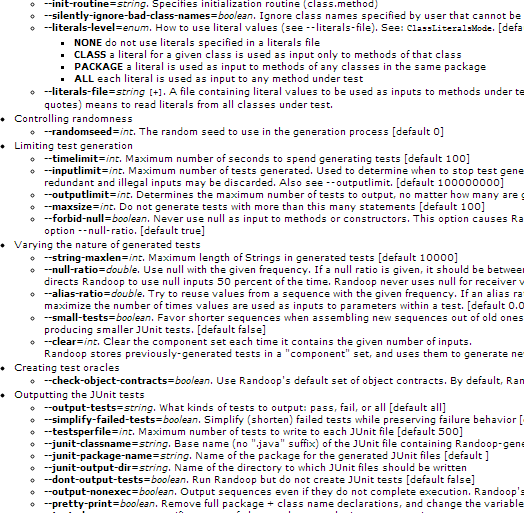 --init-routine=string. Specifies initialization routine (class.method)
--silently-ignore-bad-class-names=boolean. Ignore class names specified by user that cannot be
--literals-level=enum. How to use literal values (see --literals-file). See: ClassLiteralsMode. [defa
NONE do not use literals specified in a literals file
CLASS a literal for a given class is used as input only to methods of that class
PACKAGE a literal is used as input to methods of any classes in the same package
ALL each literal is used as input to any method under test
--literals-file=string [+]. A file containing literal values to be used as inputs to methods under te
quotes) means to read literals from all classes under test.
Controlling randomness
--randomseed=int. The random seed to use in the generation process [default 0]
Limiting test generation
--timelimit=int. Maximum number of seconds to spend generating tests [default 100]
--inputlimit=int. Maximum number of tests generated. Used to determine when to stop test gene
redundant and illegal inputs may be discarded. Also see --outputlimit. [default 100000000]
--outputlimit=int. Determines the maximum number of tests to output, no matter how many are g
--maxsize=int. Do not generate tests with more than this many statements [default 100]
--forbid-null=boolean. Never use null as input to methods or constructors. This option causes Ra
option --null-ratio. [default true]
Varying the nature of generated tests
--string-maxlen=int. Maximum length of Strings in generated tests [default 10000]
--null-ratio=double. Use null with the given frequency. If a null ratio is given, it should be betwee
directs Randoop to use null inputs 50 percent of the time. Randoop never uses null for receiver v
--alias-ratio=double. Try to reuse values from a sequence with the given frequency. If an alias ra
maximize the number of times values are used as inputs to parameters within a test. [default 0.0
--small-tests=boolean. Favor shorter sequences when assembling new sequences out of old ones
producing smaller JUnit tests. [default false]
--clear=int. Clear the component set each time it contains the given number of inputs.
Randoop stores previously-generated tests in a "component" set, and uses them to generate ne
Creating test oracles
--check-object-contracts=boolean. Use Randoop's default set of object contracts. By default, Ran
Outputting the JUnit tests
--output-tests=string. What kinds of tests to output: pass, fail, or all [default all]
--simplify-failed-tests=boolean. Simplify (shorten) failed tests while preserving failure behavior [
--testsperfile=int. Maximum number of tests to write to each JUnit file [default 500]
--junit-classname=string. Base name (no ".java" suffix) of the JUnit file containing Randoop-gene
--junit-package-name=string. Name of the package for the generated JUnit files [default ]
--junit-output-dir=string. Name of the directory to which JUnit files should be written
--dont-output-tests=boolean. Run Randoop but do not create JUnit tests [default false]
--output-nonexec=boolean. Output sequences even if they do not complete execution. Randoop's
--pretty-print=boolean. Remove full package + class name declarations, and change the variable